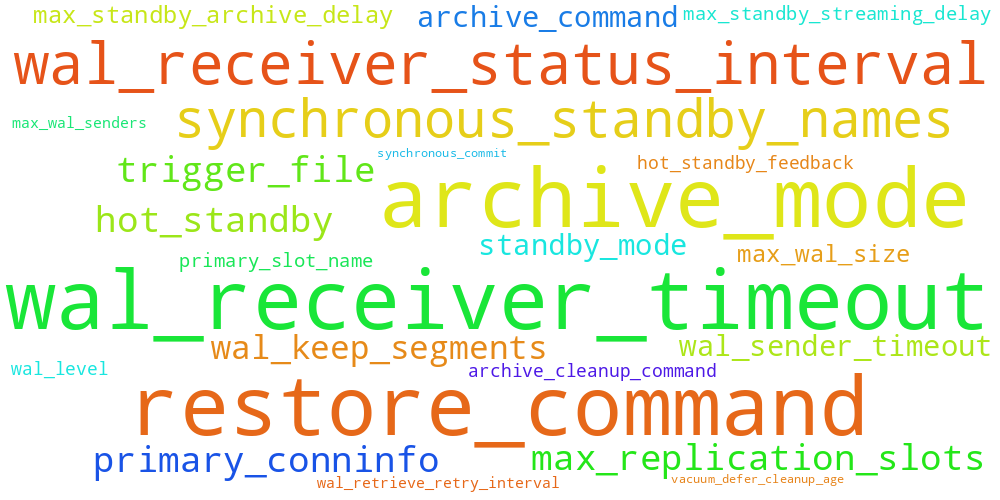 max_standby_archive_delay
archive_command
max_standby_streaming_delay
wal_receiver_status_interval
max_wal_senders
synchronous_standby_names
synchronous_commit
trigger_file
hot_standby_feedback
archive_mode
hot_standby
standby_mode
max_wal_size
primary_slot_name
wal_receiver_timeout
wal_keep_segments
wal_sender_timeout
wal_level
archive_cleanup_command
restore_command
primary_conninfo
max_replication_slots
wal_retrieve_retry_interval
vacuum_defer_cleanup_age